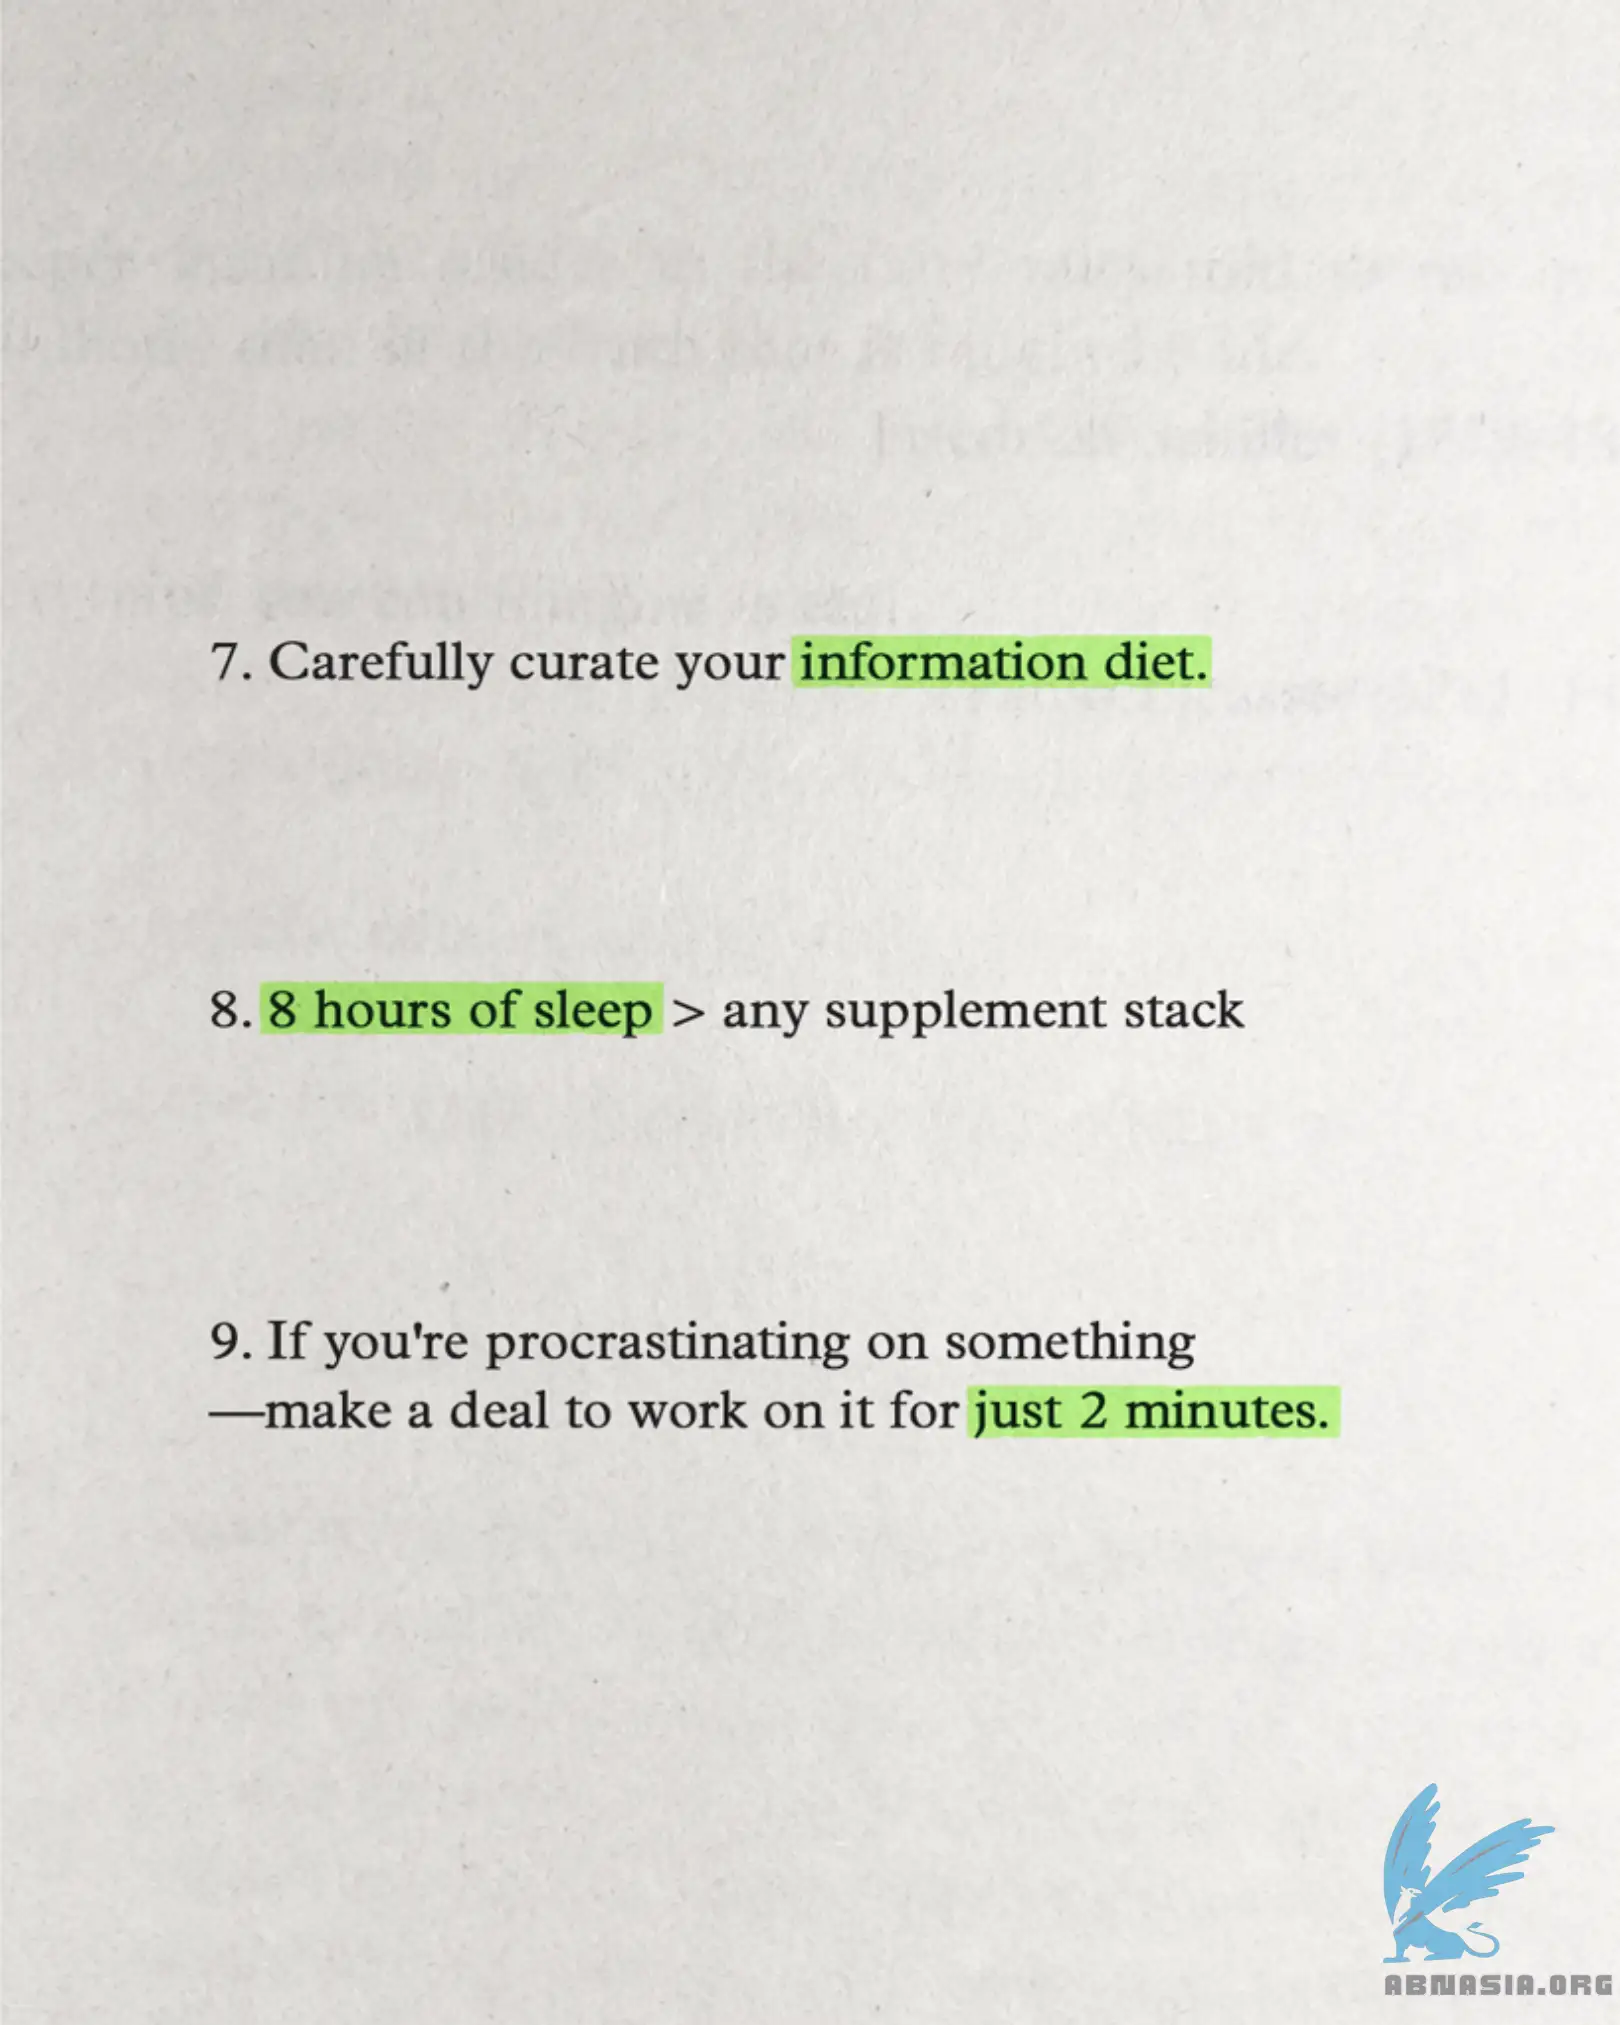 7. Carefully curate your information diet.
8. 8 hours of sleep > any supplement stack
9. If you're procrastinating on something
—make a deal to work on it for just 2 minutes.
ABNASIA.ORG